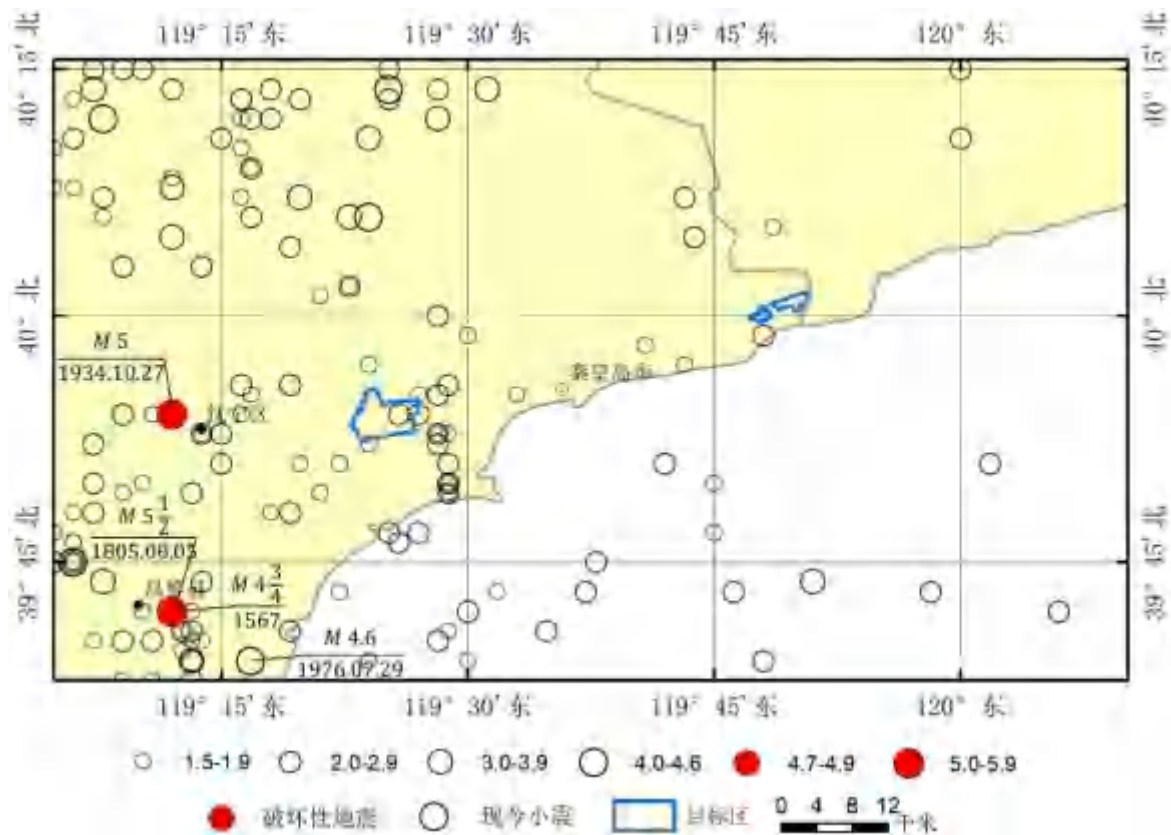 119° 15′ 东
119° 30′ 东
119° 45′ 东
120° 东
40° 15′ 北
40° 15′ 北
40° 北
40° 北
M 5
1934.10.27
秦皇岛市
M 5 1/2
1805.08.05
39° 45′ 北
39° 45′ 北
M 4 3/4
1567
M 4.6
1976.07.29
119° 15′ 东
119° 30′ 东
119° 45′ 东
120° 东
1.5-1.9
2.0-2.9
3.0-3.9
4.0-4.6
4.7-4.9
5.0-5.9
破坏性地震
现今小震
目标区
0 4 8 12
千米